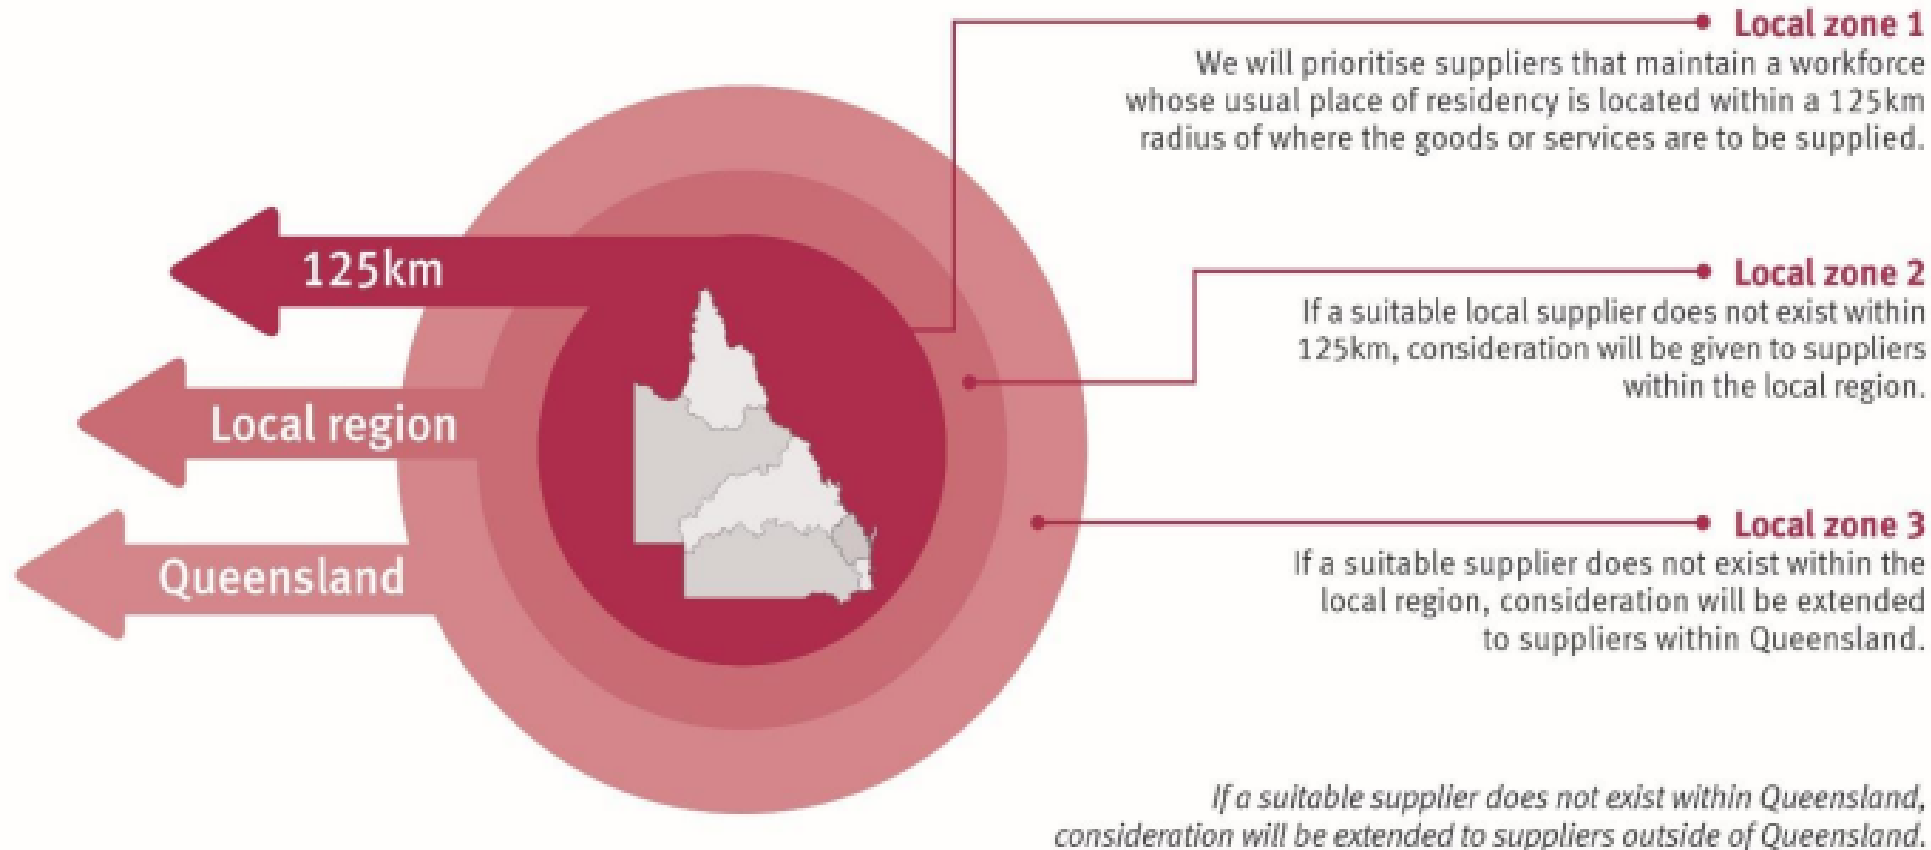 Local zone 1
We will prioritise suppliers that maintain a workforce
whose usual place of residency is located within a 125km
radius of where the goods or services are to be supplied.
125km
Local zone 2
If a suitable local supplier does not exist within
125km, consideration will be given to suppliers
within the local region.
Local region
Local zone 3
If a suitable supplier does not exist within the
local region, consideration will be extended
to suppliers within Queensland.
Queensland
If a suitable supplier does not exist within Queensland,
consideration will be extended to suppliers outside of Queensland.